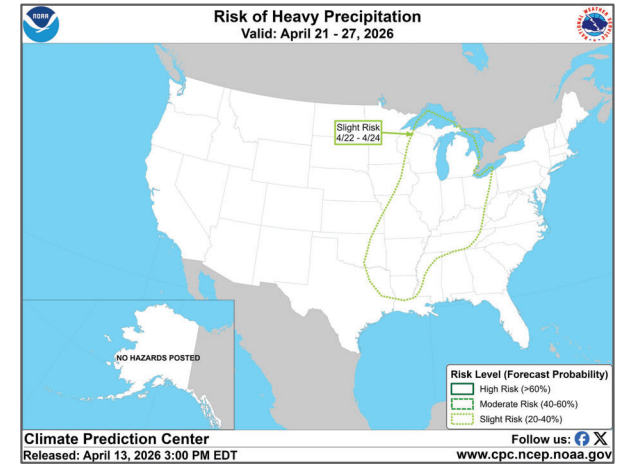 NOAA
Risk of Heavy Precipitation
Valid: April 21 - 27, 2026
NATIONAL WEATHER SERVICE
Slight Risk
4/22 - 4/24
NO HAZARDS POSTED
Risk Level (Forecast Probability)
High Risk (>60%)
Moderate Risk (40-60%)
Slight Risk (20-40%)
Climate Prediction Center
Follow us:
Released: April 13, 2026 3:00 PM EDT
www.cpc.ncep.noaa.gov